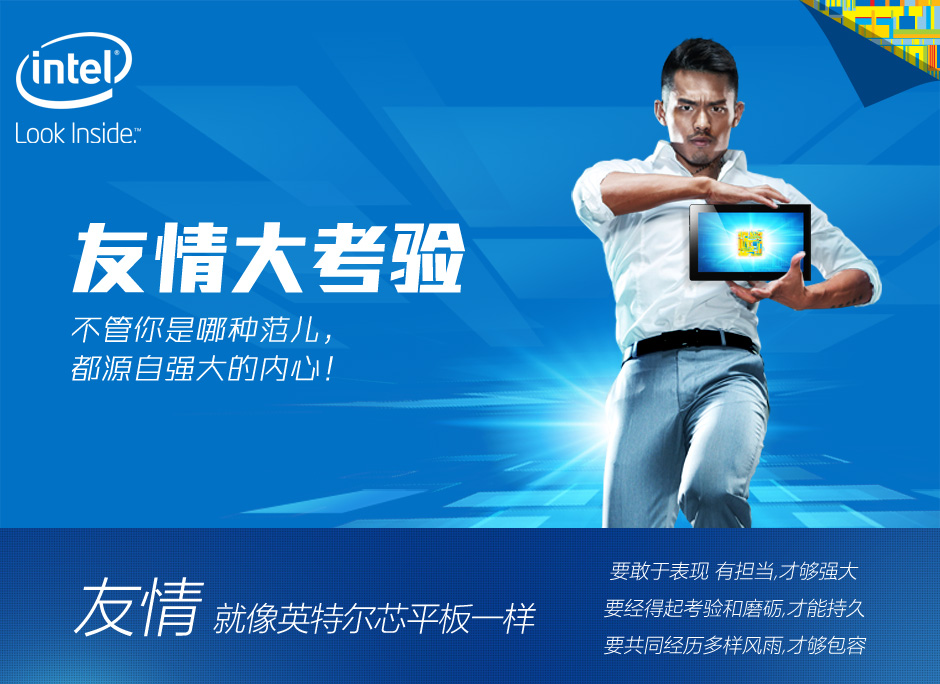 intel®
Look Inside.™
友情大考验
不管你是哪种范儿，
都源自强大的内心！
友情 就像英特尔芯平板一样
要敢于表现 有担当,才够强大
要经得起考验和磨砺,才能持久
要共同经历多样风雨,才够包容